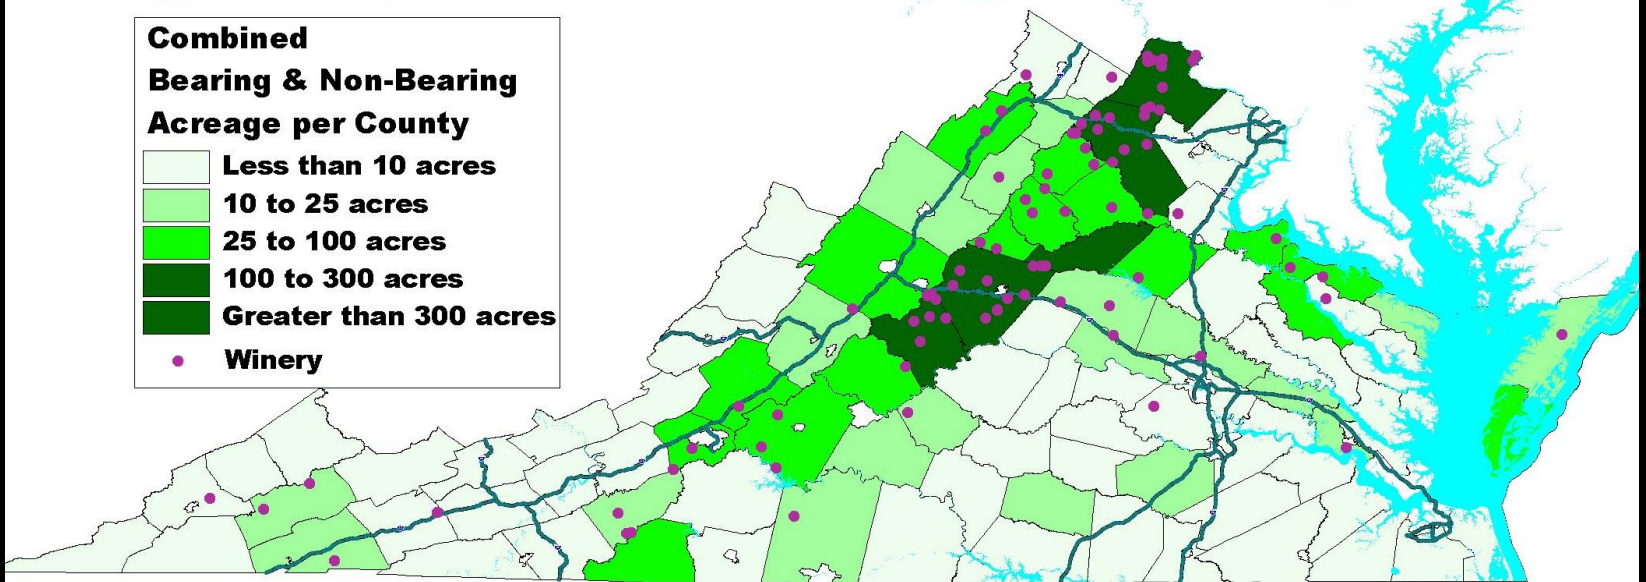 Combined
Bearing & Non-Bearing
Acreage per County
Less than 10 acres
10 to 25 acres
25 to 100 acres
100 to 300 acres
Greater than 300 acres
Winery